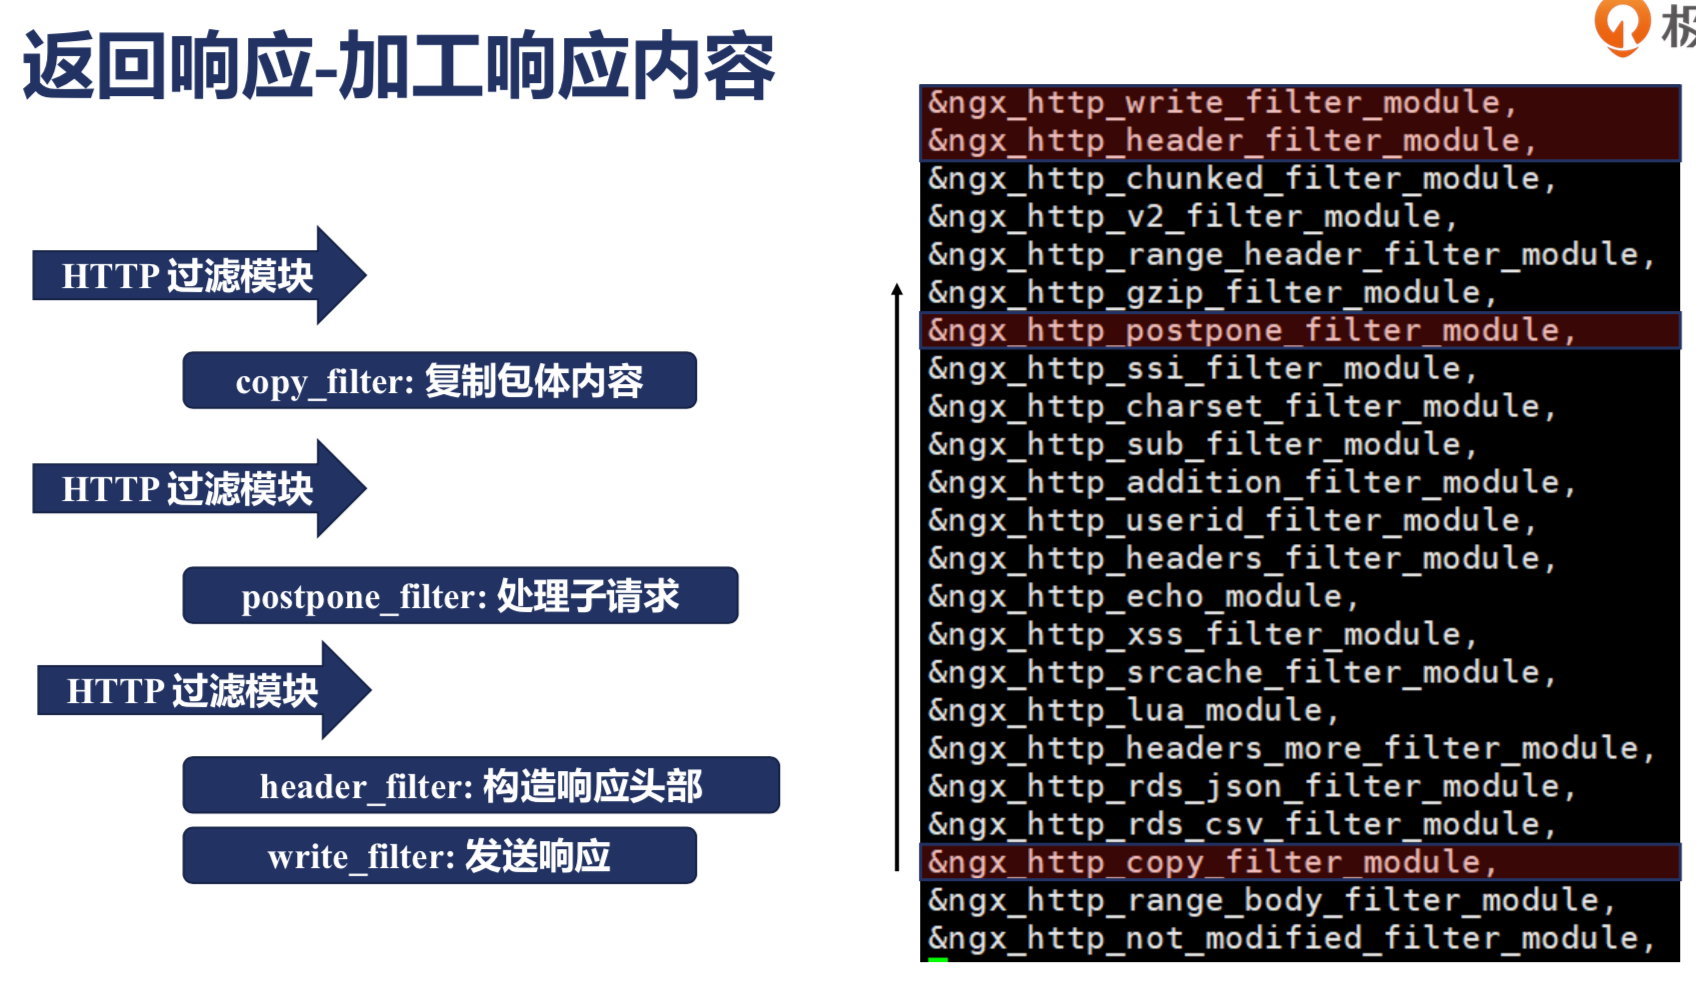 返回响应-加工响应内容
极
HTTP 过滤模块
copy_filter: 复制包体内容
HTTP 过滤模块
postpone_filter: 处理子请求
HTTP 过滤模块
header_filter: 构造响应头部
write_filter: 发送响应
&ngx_http_write_filter_module,
&ngx_http_header_filter_module,
&ngx_http_chunked_filter_module,
&ngx_http_v2_filter_module,
&ngx_http_range_header_filter_module,
&ngx_http_gzip_filter_module,
&ngx_http_postpone_filter_module,
&ngx_http_ssi_filter_module,
&ngx_http_charset_filter_module,
&ngx_http_sub_filter_module,
&ngx_http_addition_filter_module,
&ngx_http_userid_filter_module,
&ngx_http_headers_filter_module,
&ngx_http_echo_module,
&ngx_http_xss_filter_module,
&ngx_http_srcache_filter_module,
&ngx_http_lua_module,
&ngx_http_headers_more_filter_module,
&ngx_http_rds_json_filter_module,
&ngx_http_rds_csv_filter_module,
&ngx_http_copy_filter_module,
&ngx_http_range_body_filter_module,
&ngx_http_not_modified_filter_module,